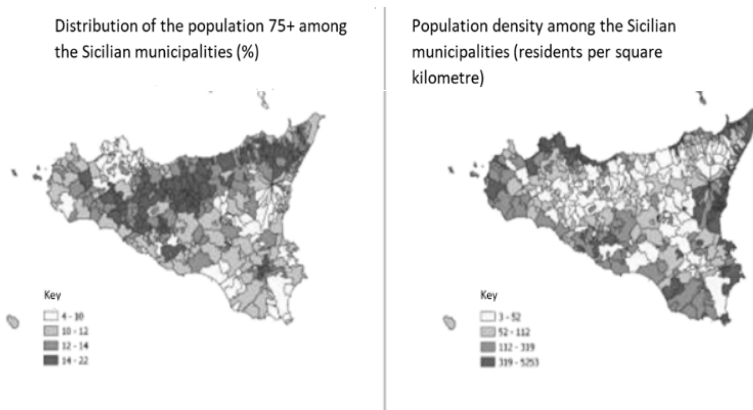 Distribution of the population 75+ among
the Sicilian municipalities (%)
Key
4 - 10
10 - 12
12 - 14
14 - 22
Population density among the Sicilian
municipalities (residents per square
kilometre)
Key
3 - 52
52 - 112
112 - 319
319 - 5253